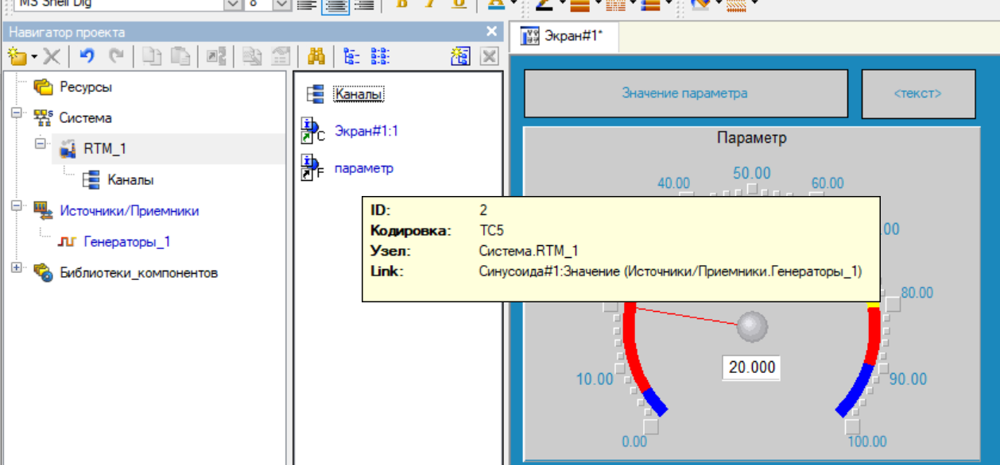 MS Shell Dlg 8 B I U A
Навигатор проекта
Экран#1*
Ресурсы
Система
RTM_1
Каналы
Источники/Приемники
Генераторы_1
Библиотеки_компонентов
Каналы
Экран#1:1
параметр
ID: 2
Кодировка: TC5
Узел: Система.RTM_1
Link: Синусоида#1:Значение (Источники/Приемники.Генераторы_1)
Значение параметра
<текст>
Параметр
40.00
50.00
60.00
.00
80.00
20.000
10.00
90.00
0.00
100.00